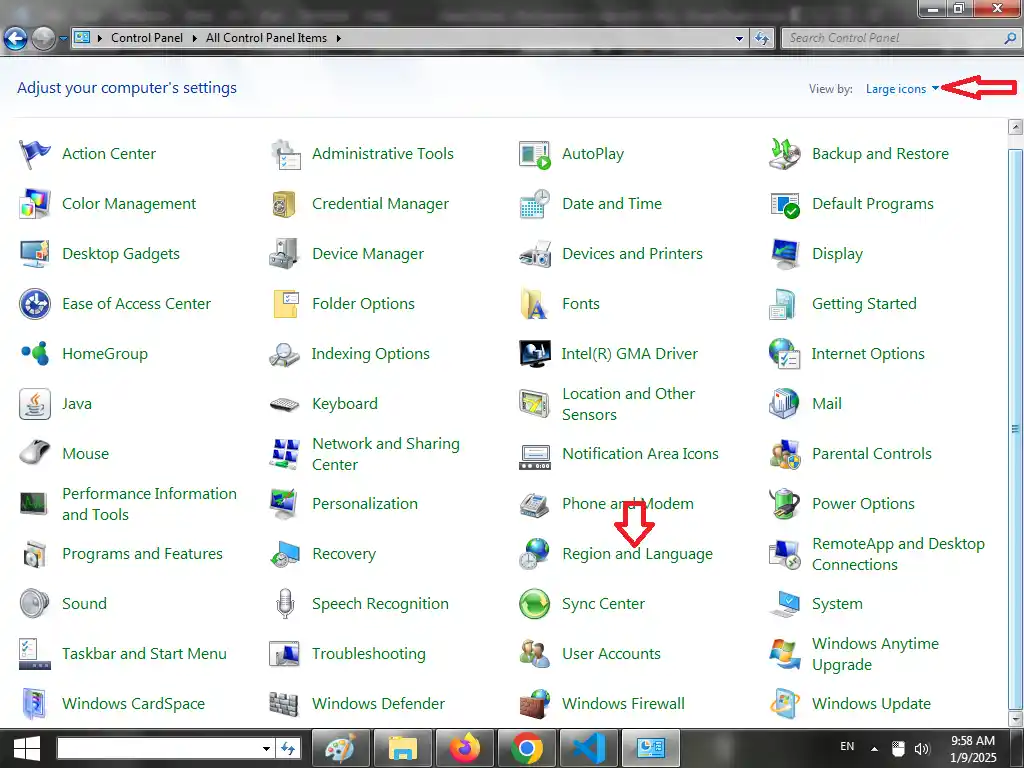 Control Panel All Control Panel Items
Search Control Panel
Adjust your computer's settings
View by: Large icons
Action Center
Administrative Tools
AutoPlay
Backup and Restore
Color Management
Credential Manager
Date and Time
Default Programs
Desktop Gadgets
Device Manager
Devices and Printers
Display
Ease of Access Center
Folder Options
Fonts
Getting Started
HomeGroup
Indexing Options
Intel(R) GMA Driver
Internet Options
Java
Keyboard
Location and Other
Sensors
Mail
Mouse
Network and Sharing
Center
Notification Area Icons
Parental Controls
Performance Information
and Tools
Personalization
Phone and Modem
Power Options
Programs and Features
Recovery
Region and Language
RemoteApp and Desktop
Connections
Sound
Speech Recognition
Sync Center
System
Taskbar and Start Menu
Troubleshooting
User Accounts
Windows Anytime
Upgrade
Windows CardSpace
Windows Defender
Windows Firewall
Windows Update
EN
9:58 AM
1/9/2025